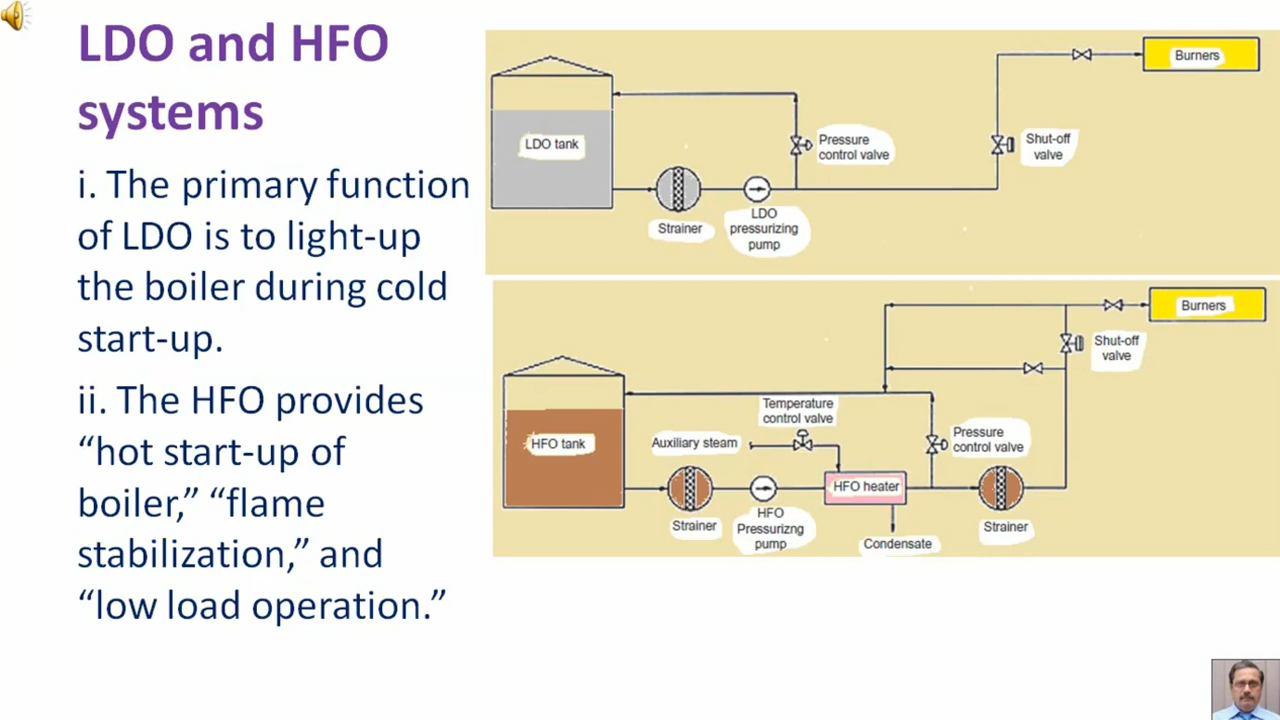 LDO and HFO
systems
i. The primary function
of LDO is to light-up
the boiler during cold
start-up.
ii. The HFO provides
“hot start-up of
boiler,” “flame
stabilization,” and
“low load operation.”
Burners
LDO tank
Pressure
control valve
Shut-off
valve
Strainer
LDO
pressurizing
pump
Burners
Shut-off
valve
Temperature
control valve
HFO tank
Auxiliary steam
Pressure
control valve
HFO heater
Strainer
HFO
Pressurizng
pump
Condensate
Strainer